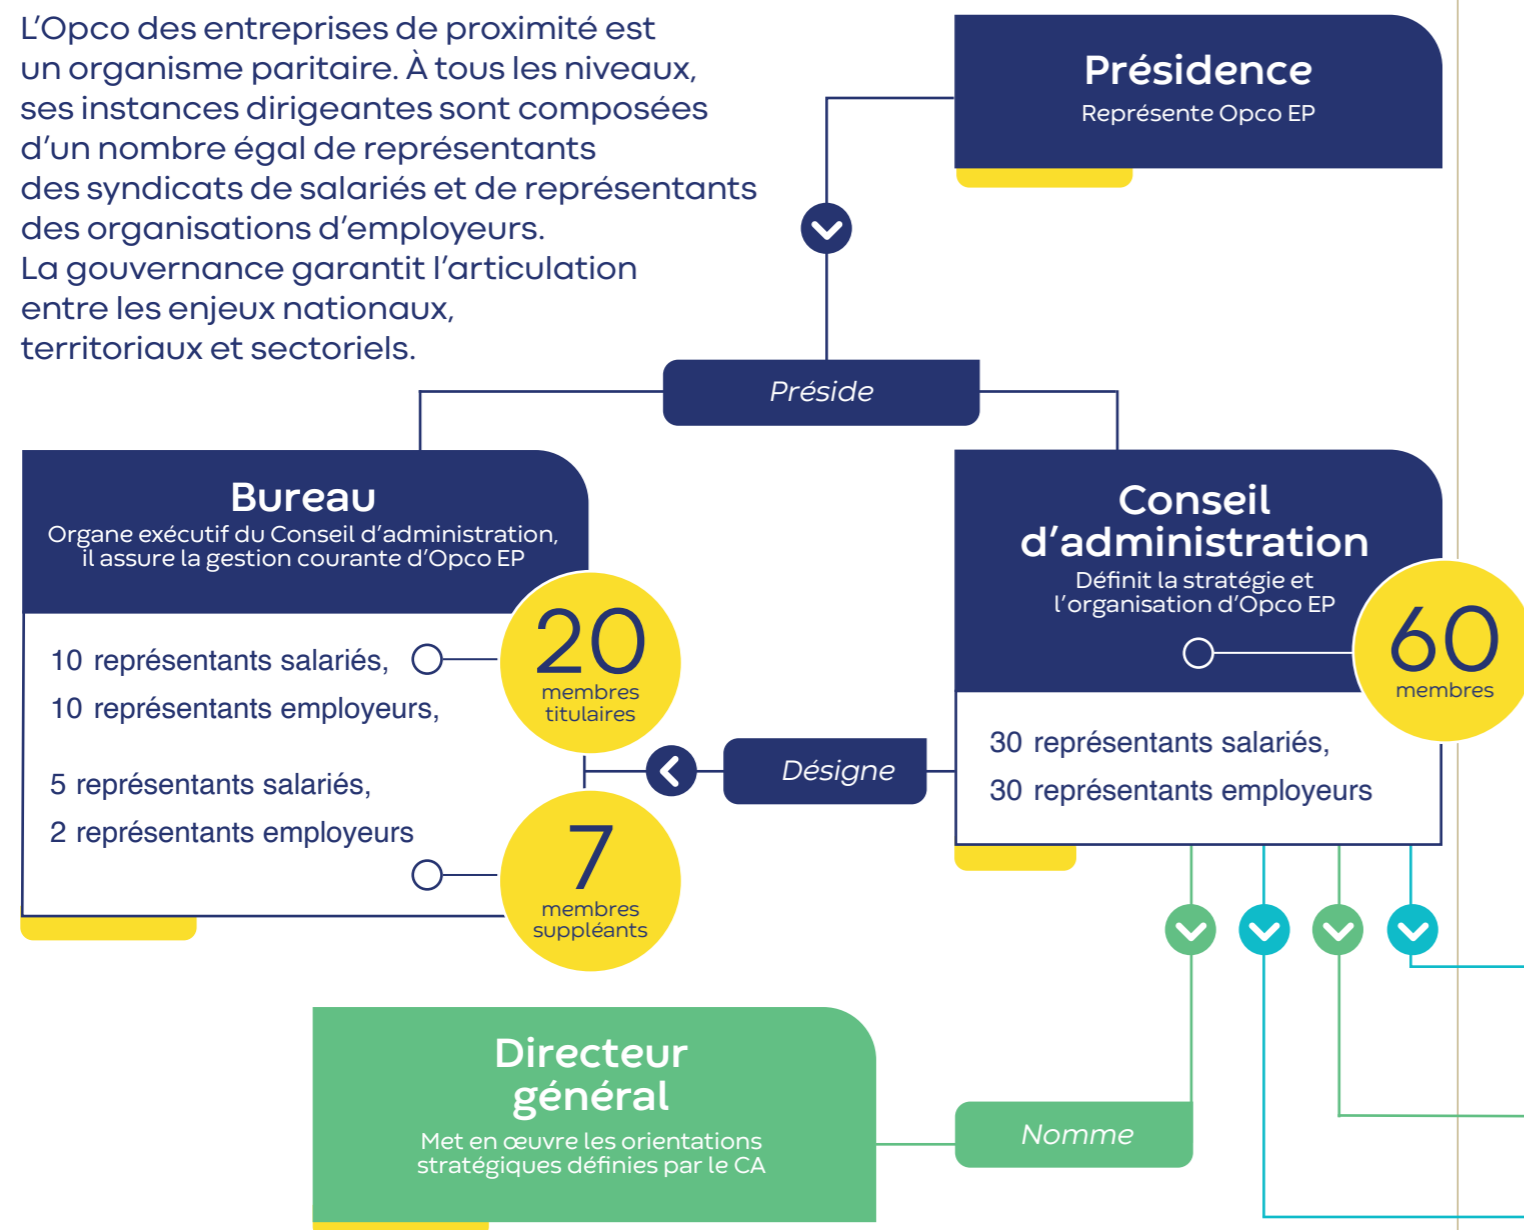 L’Opco des entreprises de proximité est
un organisme paritaire. À tous les niveaux,
ses instances dirigeantes sont composées
d’un nombre égal de représentants
des syndicats de salariés et de représentants
des organisations d’employeurs.
La gouvernance garantit l’articulation
entre les enjeux nationaux,
territoriaux et sectoriels.
Présidence
Représente Opco EP
Préside
Bureau
Organe exécutif du Conseil d’administration,
il assure la gestion courante d’Opco EP
10 représentants salariés,
10 représentants employeurs,
20
membres
titulaires
5 représentants salariés,
2 représentants employeurs
7
membres
suppléants
Désigne
Conseil
d’administration
Définit la stratégie et
l’organisation d’Opco EP
60
membres
30 représentants salariés,
30 représentants employeurs
Directeur
général
Met en œuvre les orientations
stratégiques définies par le CA
Nomme